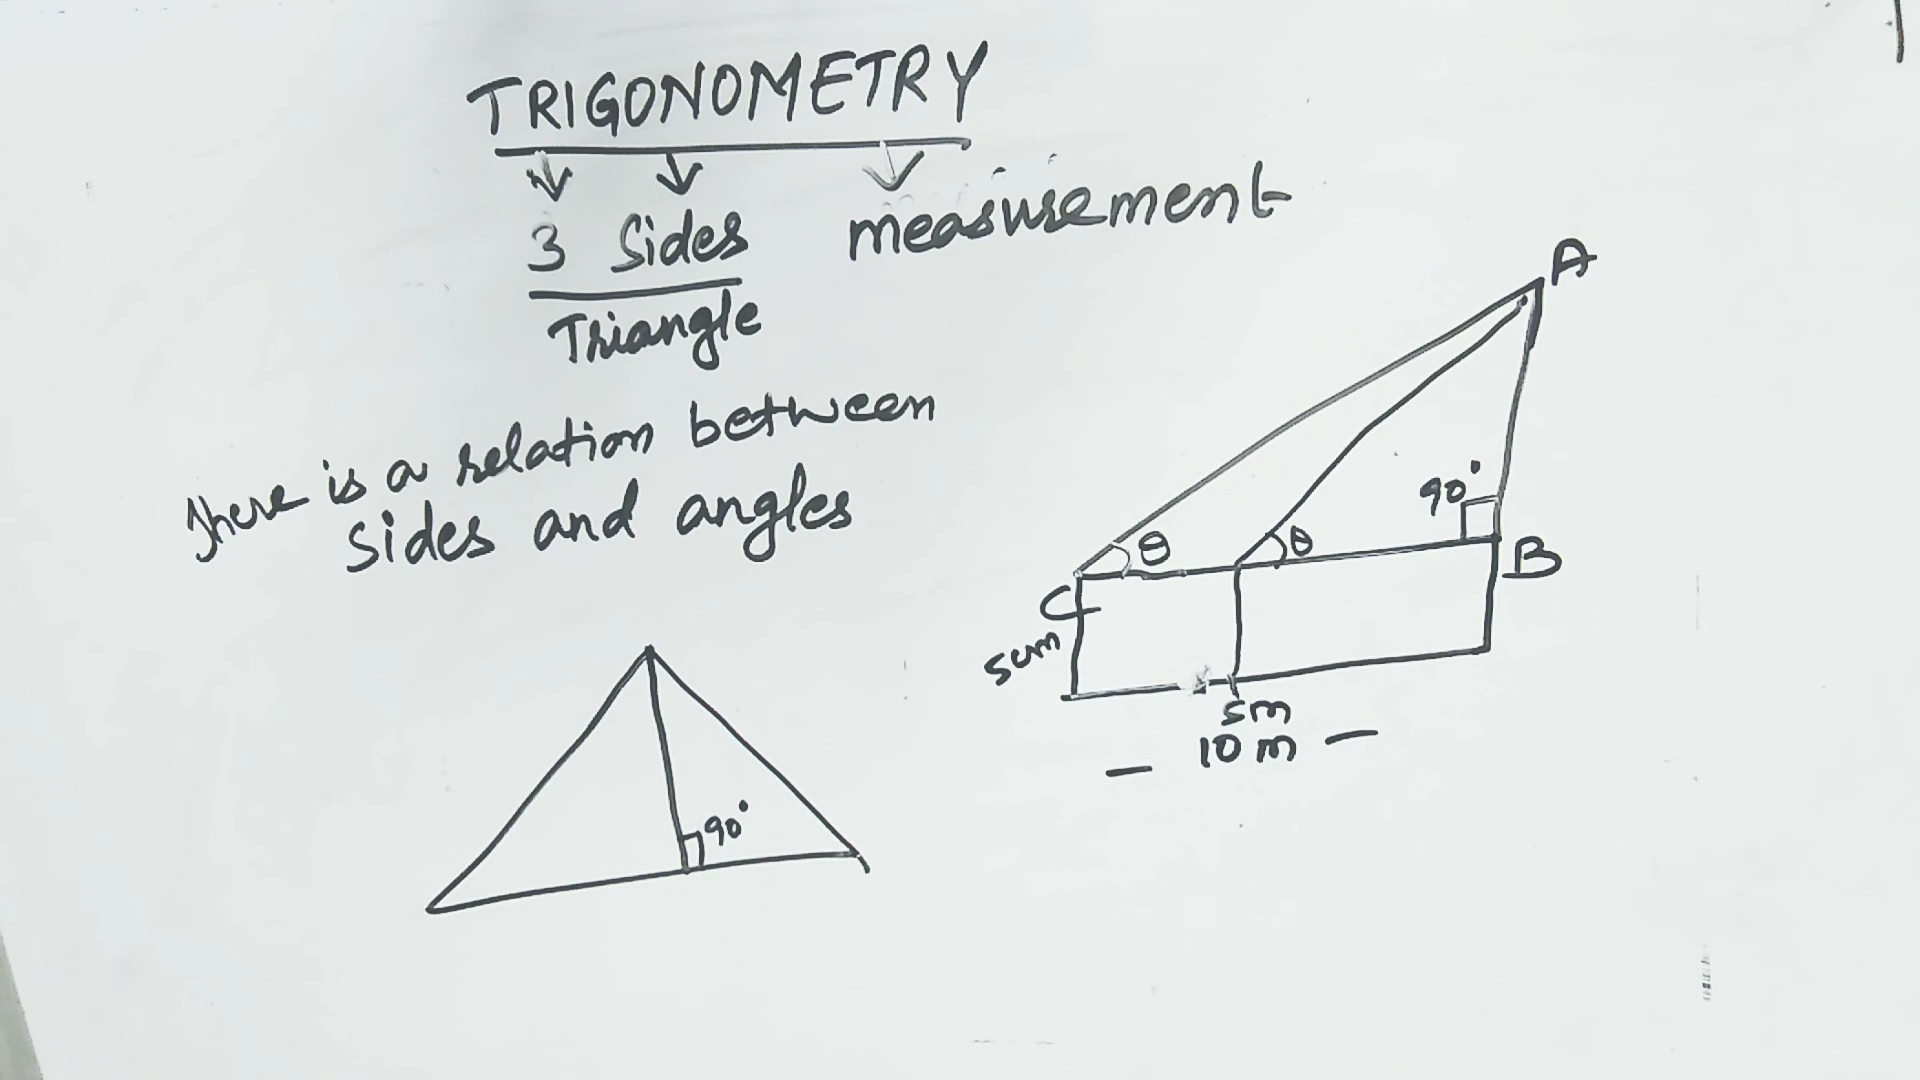 TRIGONOMETRY
3 Sides measurement
Triangle
There is a relation between
sides and angles
90°
A
90°
θ θ
B
C
5cm
5m
10 m